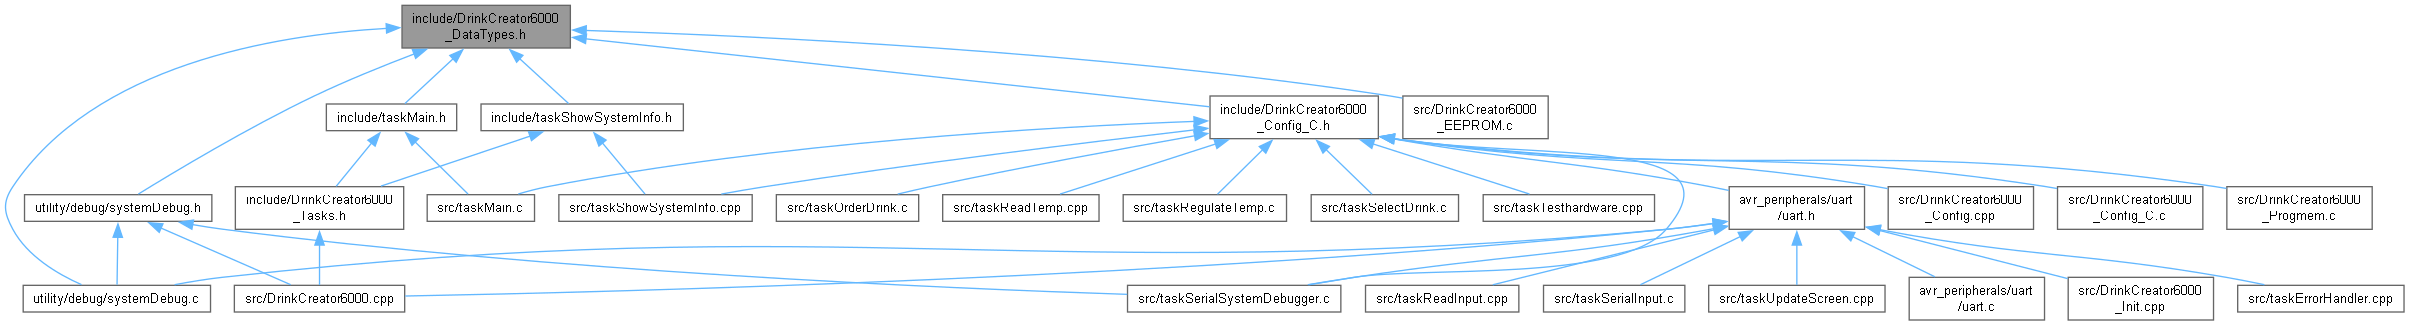 include/DrinkCreator6000
_DataTypes.h
include/taskMain.h
include/taskShowSystemInfo.h
include/DrinkCreator6000
_Config_C.h
src/DrinkCreator6000
_EEPROM.c
utility/debug/systemDebug.h
include/DrinkCreator6000
_Tasks.h
src/taskMain.c
src/taskShowSystemInfo.cpp
src/taskOrderDrink.c
src/taskReadTemp.cpp
src/taskRegulateTemp.c
src/taskSelectDrink.c
src/taskTesthardware.cpp
avr_peripherals/uart
/uart.h
src/DrinkCreator6000
_Config.cpp
src/DrinkCreator6000
_Config_C.c
src/DrinkCreator6000
_Progmem.c
utility/debug/systemDebug.c
src/DrinkCreator6000.cpp
src/taskSerialSystemDebugger.c
src/taskReadInput.cpp
src/taskSerialInput.c
src/taskUpdateScreen.cpp
avr_peripherals/uart
/uart.c
src/DrinkCreator6000
_Init.cpp
src/taskErrorHandler.cpp